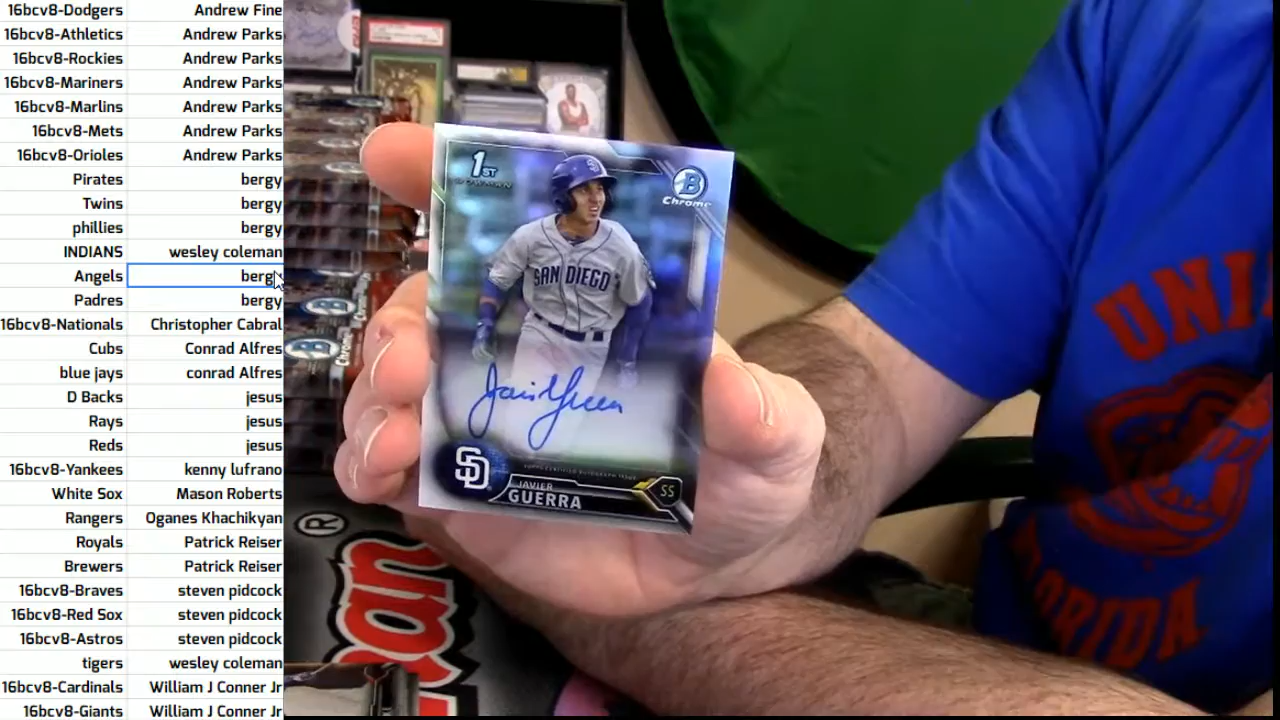 16bcv8-Dodgers Andrew Fine
16bcv8-Athletics Andrew Parks
16bcv8-Rockies Andrew Parks
16bcv8-Mariners Andrew Parks
16bcv8-Marlins Andrew Parks
16bcv8-Mets Andrew Parks
16bcv8-Orioles Andrew Parks
Pirates bergy
Twins bergy
phillies bergy
INDIANS wesley coleman
Angels bergy
Padres bergy
16bcv8-Nationals Christopher Cabral
Cubs Conrad Alfres
blue jays conrad Alfres
D Backs jesus
Rays jesus
Reds jesus
16bcv8-Yankees kenny lufrano
White Sox Mason Roberts
Rangers Oganes Khachikyan
Royals Patrick Reiser
Brewers Patrick Reiser
16bcv8-Braves steven pidcock
16bcv8-Red Sox steven pidcock
16bcv8-Astros steven pidcock
tigers wesley coleman
16bcv8-Cardinals William J Conner Jr
16bcv8-Giants William J Conner Jr
1ST
BOWMAN
B
Chrome
SAN DIEGO
SD
JAVIER
GUERRA
SS
UNI
FLORIDA
®